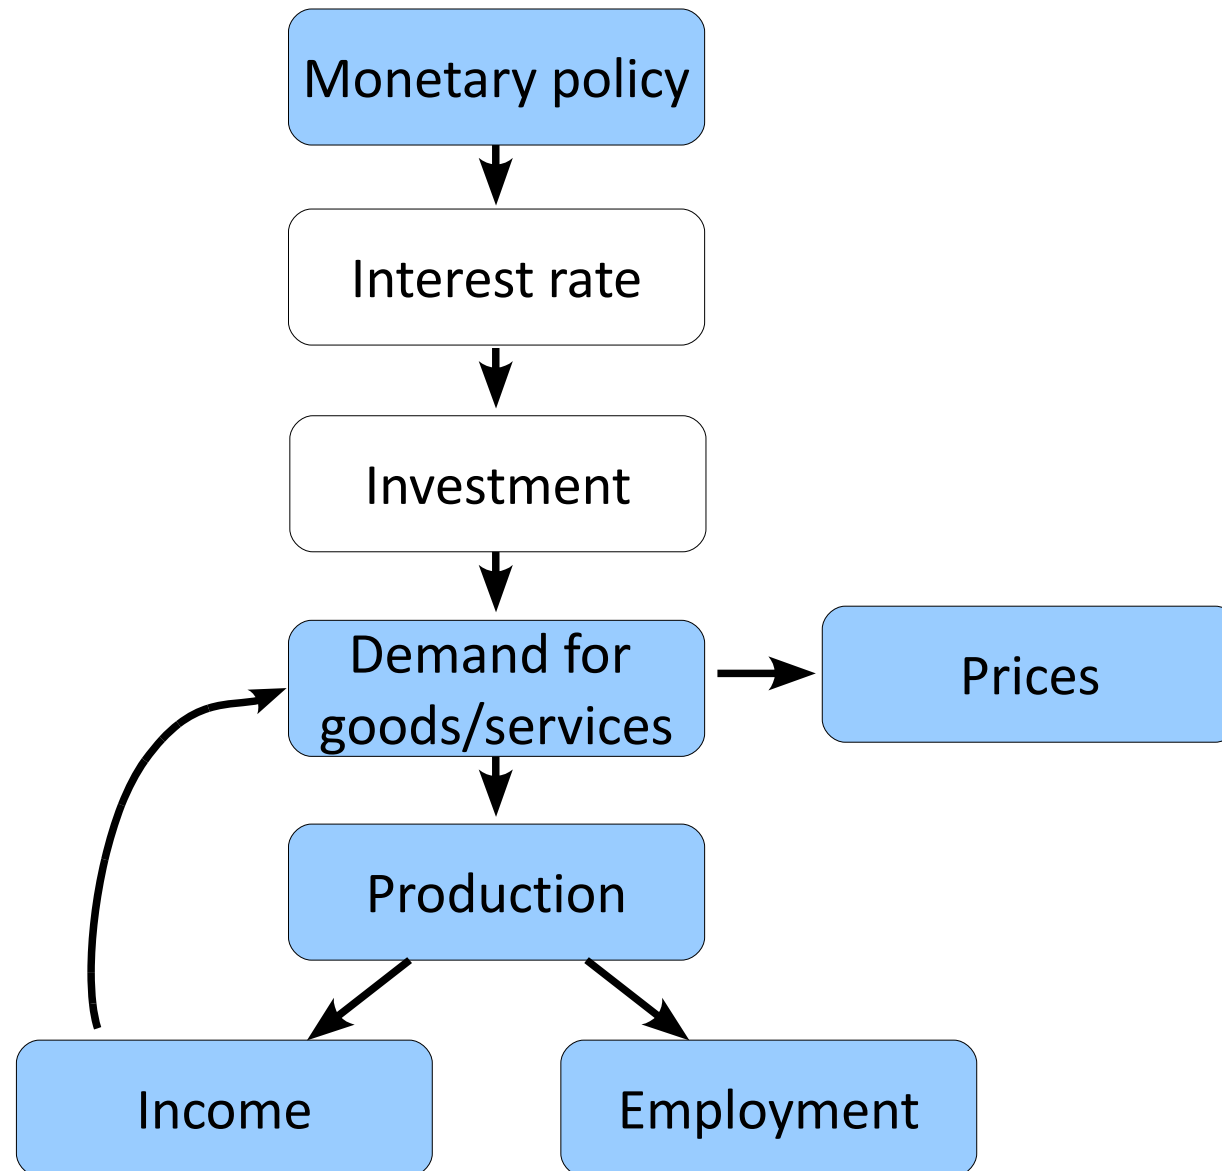 Monetary policy
Interest rate
Investment
Demand for
goods/services
Prices
Production
Income
Employment